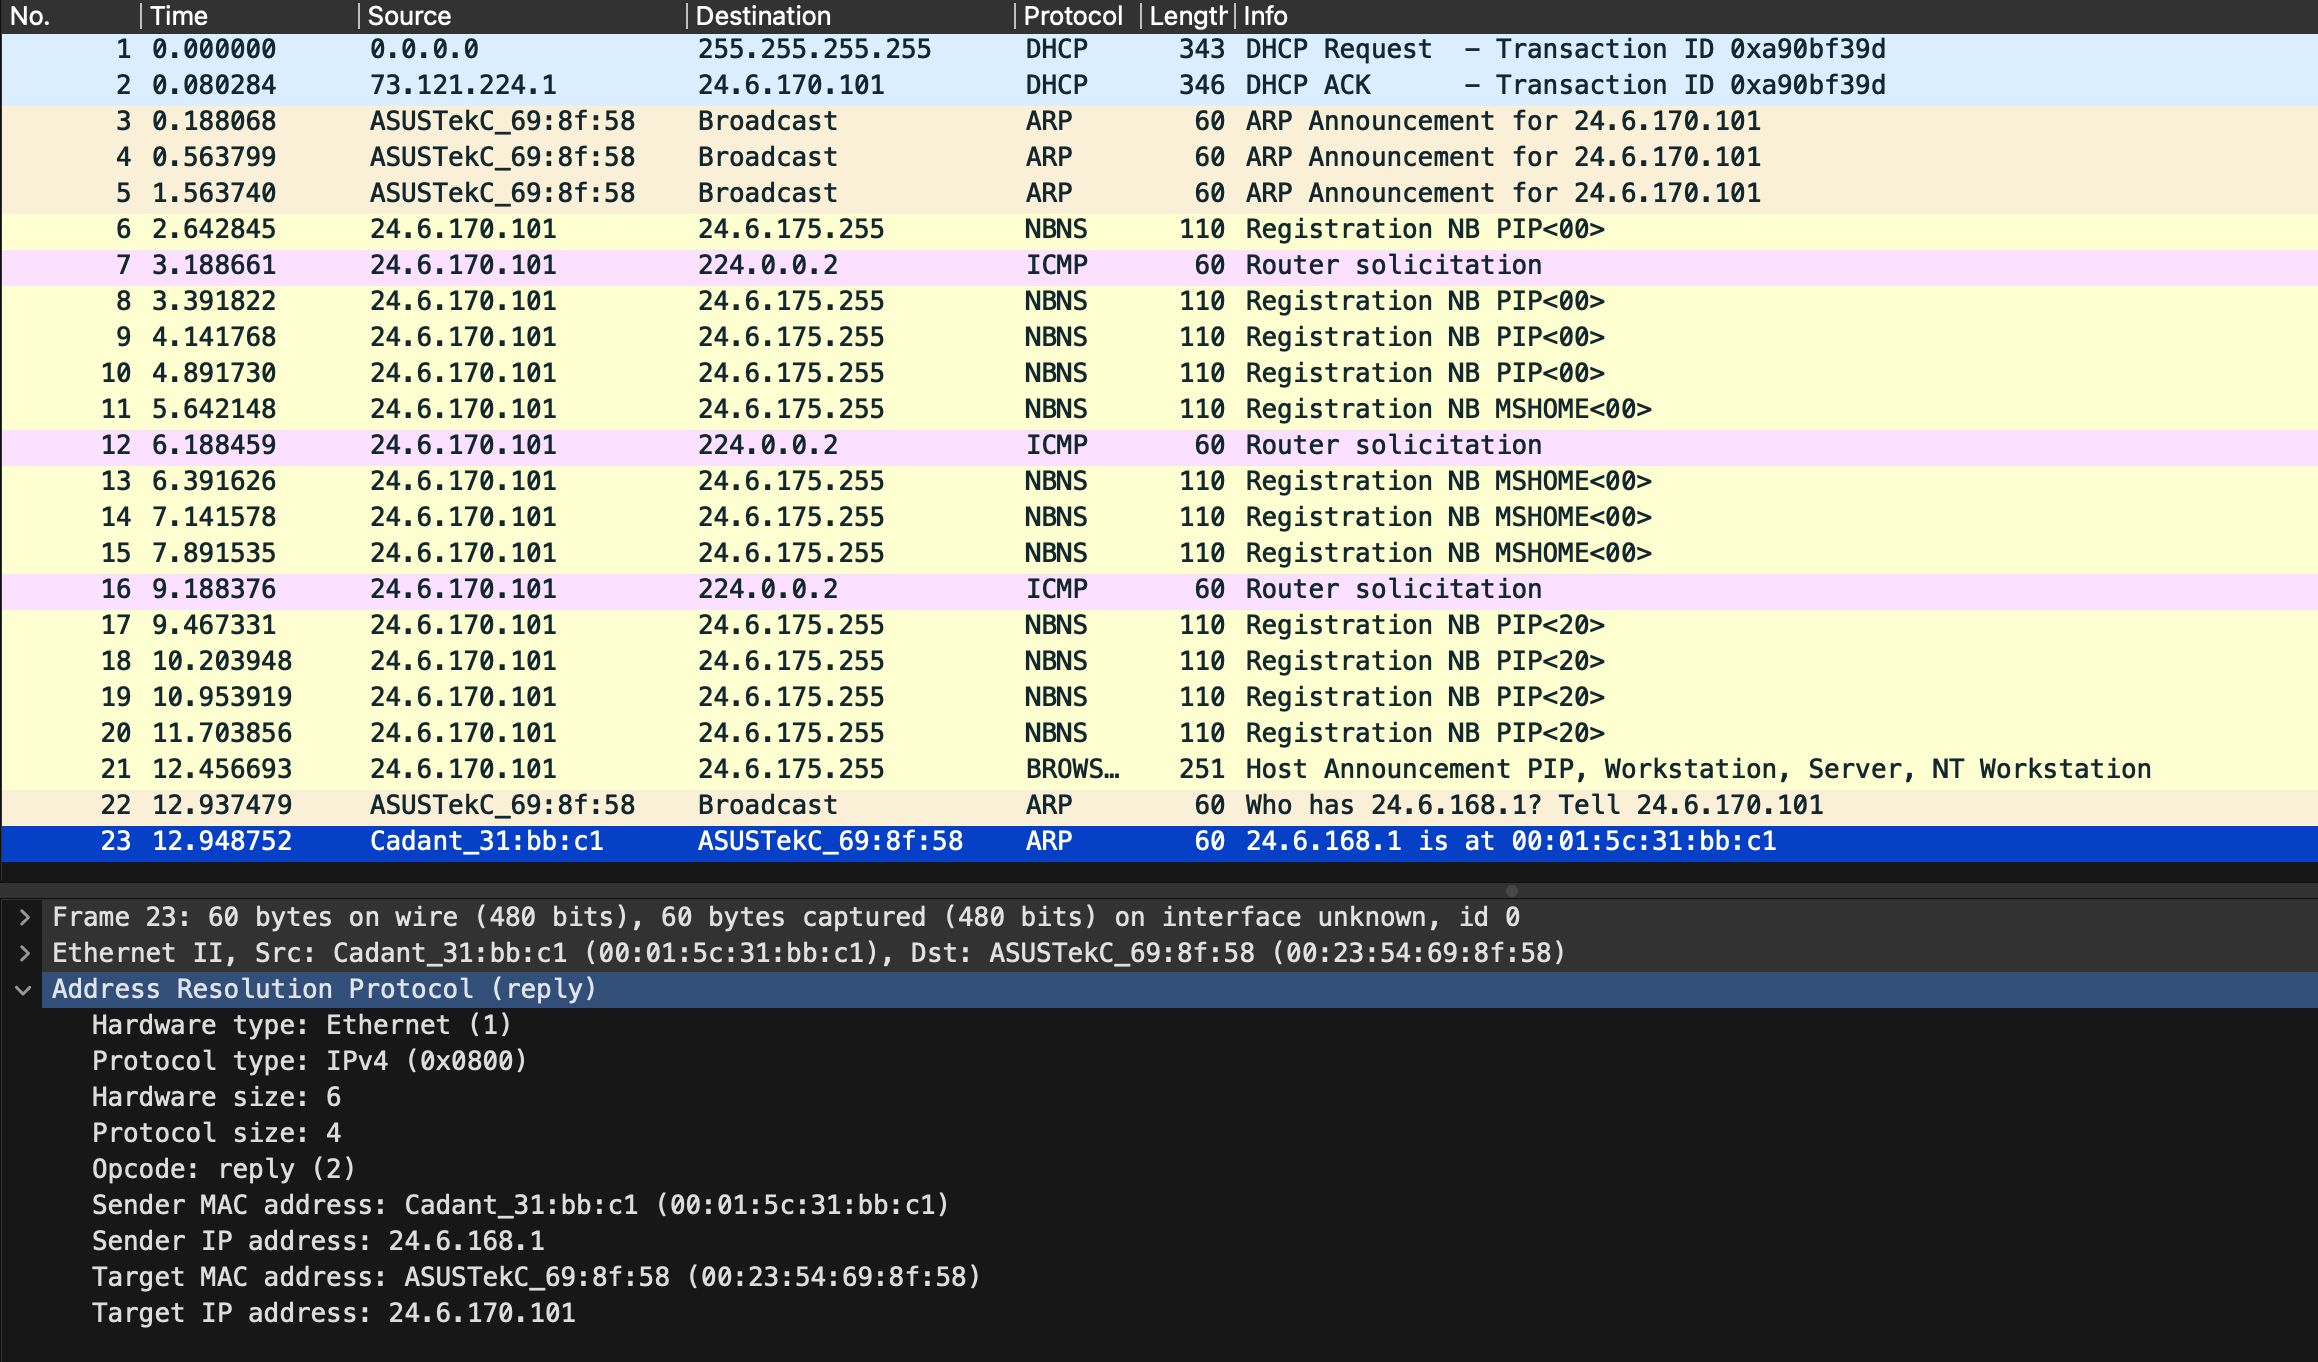 No. Time Source Destination Protocol Length Info
1 0.000000 0.0.0.0 255.255.255.255 DHCP 343 DHCP Request – Transaction ID 0xa90bf39d
2 0.080284 73.121.224.1 24.6.170.101 DHCP 346 DHCP ACK – Transaction ID 0xa90bf39d
3 0.188068 ASUSTekC_69:8f:58 Broadcast ARP 60 ARP Announcement for 24.6.170.101
4 0.563799 ASUSTekC_69:8f:58 Broadcast ARP 60 ARP Announcement for 24.6.170.101
5 1.563740 ASUSTekC_69:8f:58 Broadcast ARP 60 ARP Announcement for 24.6.170.101
6 2.642845 24.6.170.101 24.6.175.255 NBNS 110 Registration NB PIP<00>
7 3.188661 24.6.170.101 224.0.0.2 ICMP 60 Router solicitation
8 3.391822 24.6.170.101 24.6.175.255 NBNS 110 Registration NB PIP<00>
9 4.141768 24.6.170.101 24.6.175.255 NBNS 110 Registration NB PIP<00>
10 4.891730 24.6.170.101 24.6.175.255 NBNS 110 Registration NB PIP<00>
11 5.642148 24.6.170.101 24.6.175.255 NBNS 110 Registration NB MSHOME<00>
12 6.188459 24.6.170.101 224.0.0.2 ICMP 60 Router solicitation
13 6.391626 24.6.170.101 24.6.175.255 NBNS 110 Registration NB MSHOME<00>
14 7.141578 24.6.170.101 24.6.175.255 NBNS 110 Registration NB MSHOME<00>
15 7.891535 24.6.170.101 24.6.175.255 NBNS 110 Registration NB MSHOME<00>
16 9.188376 24.6.170.101 224.0.0.2 ICMP 60 Router solicitation
17 9.467331 24.6.170.101 24.6.175.255 NBNS 110 Registration NB PIP<20>
18 10.203948 24.6.170.101 24.6.175.255 NBNS 110 Registration NB PIP<20>
19 10.953919 24.6.170.101 24.6.175.255 NBNS 110 Registration NB PIP<20>
20 11.703856 24.6.170.101 24.6.175.255 NBNS 110 Registration NB PIP<20>
21 12.456693 24.6.170.101 24.6.175.255 BROWS… 251 Host Announcement PIP, Workstation, Server, NT Workstation
22 12.937479 ASUSTekC_69:8f:58 Broadcast ARP 60 Who has 24.6.168.1? Tell 24.6.170.101
23 12.948752 Cadant_31:bb:c1 ASUSTekC_69:8f:58 ARP 60 24.6.168.1 is at 00:01:5c:31:bb:c1
Frame 23: 60 bytes on wire (480 bits), 60 bytes captured (480 bits) on interface unknown, id 0
Ethernet II, Src: Cadant_31:bb:c1 (00:01:5c:31:bb:c1), Dst: ASUSTekC_69:8f:58 (00:23:54:69:8f:58)
Address Resolution Protocol (reply)
Hardware type: Ethernet (1)
Protocol type: IPv4 (0x0800)
Hardware size: 6
Protocol size: 4
Opcode: reply (2)
Sender MAC address: Cadant_31:bb:c1 (00:01:5c:31:bb:c1)
Sender IP address: 24.6.168.1
Target MAC address: ASUSTekC_69:8f:58 (00:23:54:69:8f:58)
Target IP address: 24.6.170.101